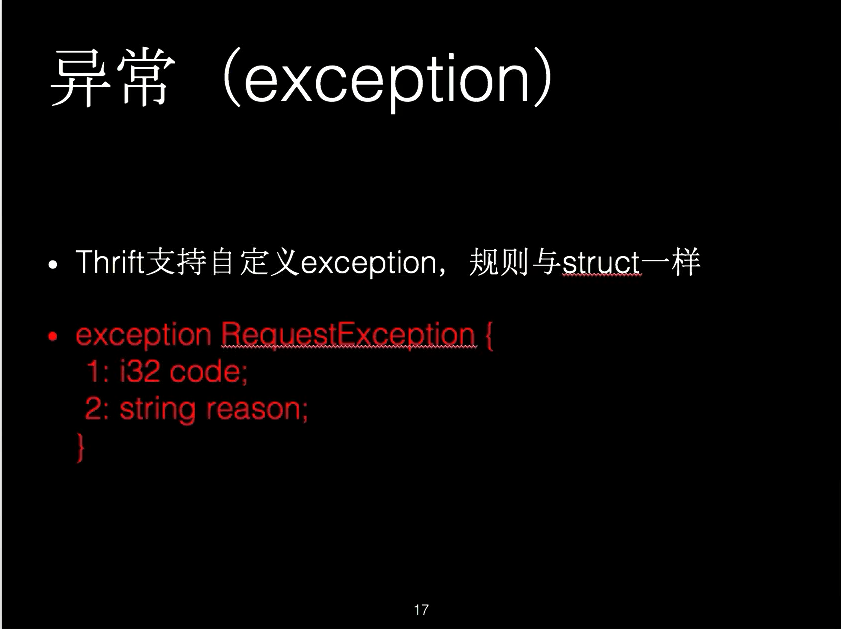 异常（exception）
• Thrift支持自定义exception，规则与struct一样
• exception RequestException {
1: i32 code;
2: string reason;
}
17